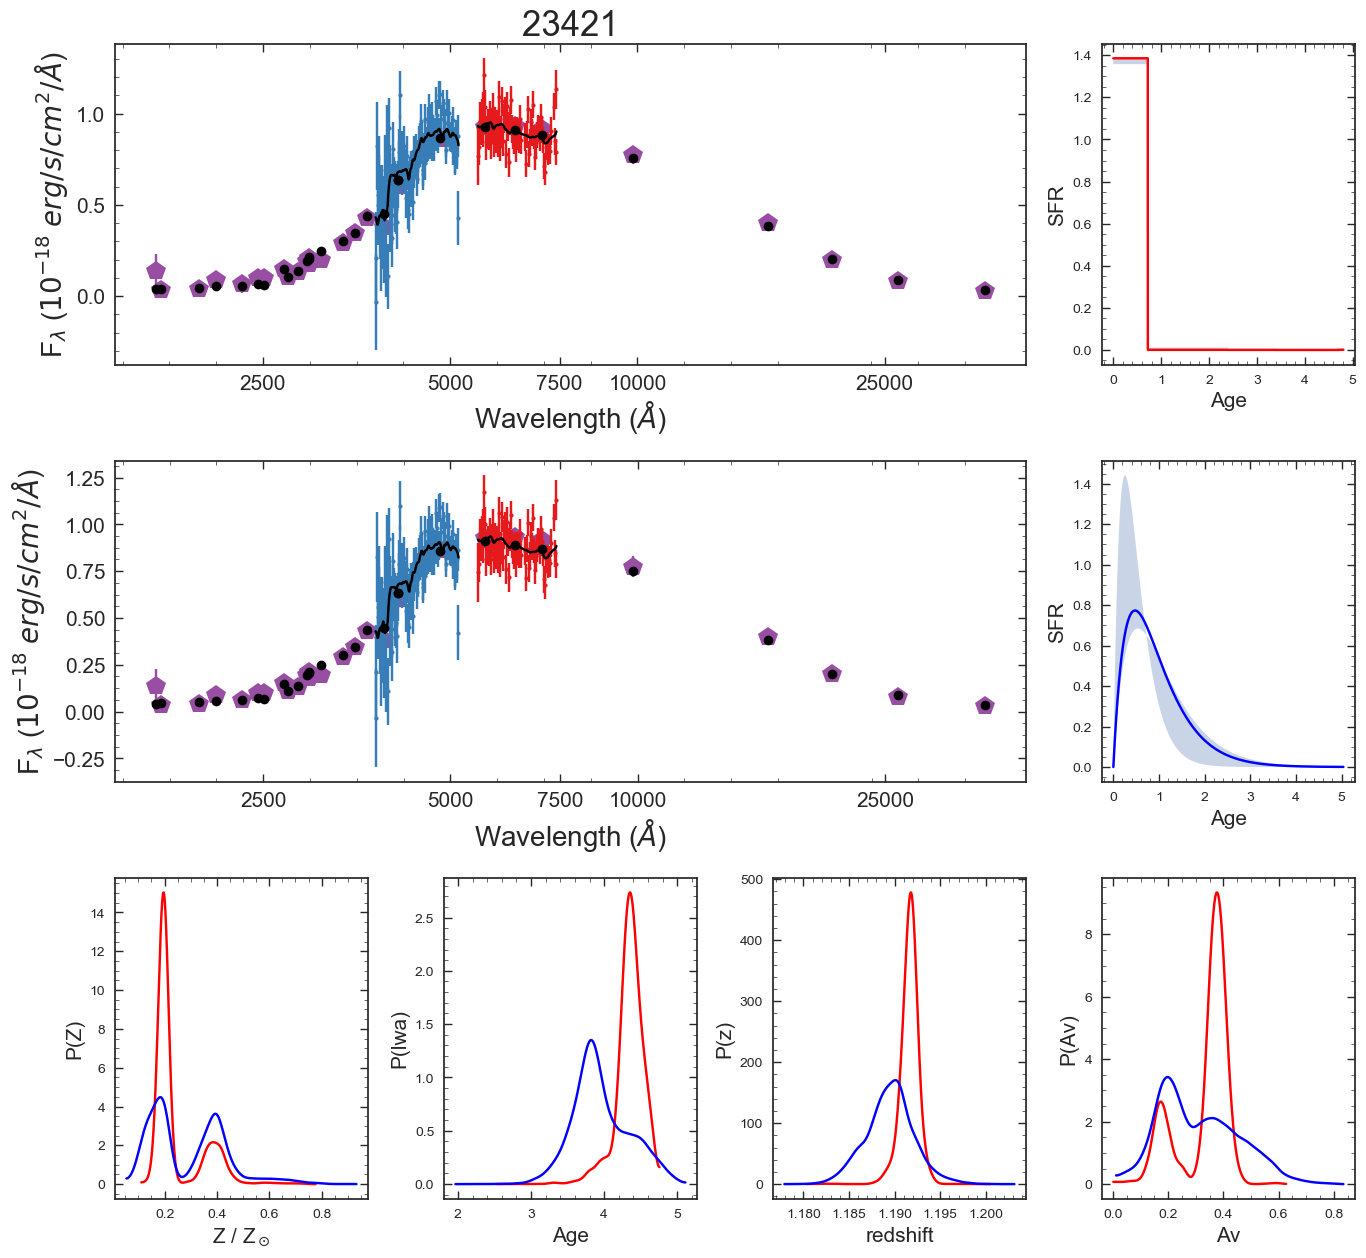 23421
1.0
0.5
0.0
F_λ (10^{-18} erg/s/cm^2/Å)
2500 5000 7500 10000 25000
Wavelength (Å)
1.4
1.2
1.0
0.8
0.6
0.4
0.2
0.0
SFR
0 1 2 3 4 5
Age
1.25
1.00
0.75
0.50
0.25
0.00
−0.25
F_λ (10^{-18} erg/s/cm^2/Å)
2500 5000 7500 10000 25000
Wavelength (Å)
1.4
1.2
1.0
0.8
0.6
0.4
0.2
0.0
SFR
0 1 2 3 4 5
Age
14
12
10
8
6
4
2
0
P(Z)
0.2 0.4 0.6 0.8
Z / Z_⊙
2.5
2.0
1.5
1.0
0.5
0.0
P(lwa)
2 3 4 5
Age
500
400
300
200
100
0
P(z)
1.180 1.185 1.190 1.195 1.200
redshift
8
6
4
2
0
P(Av)
0.0 0.2 0.4 0.6 0.8
Av